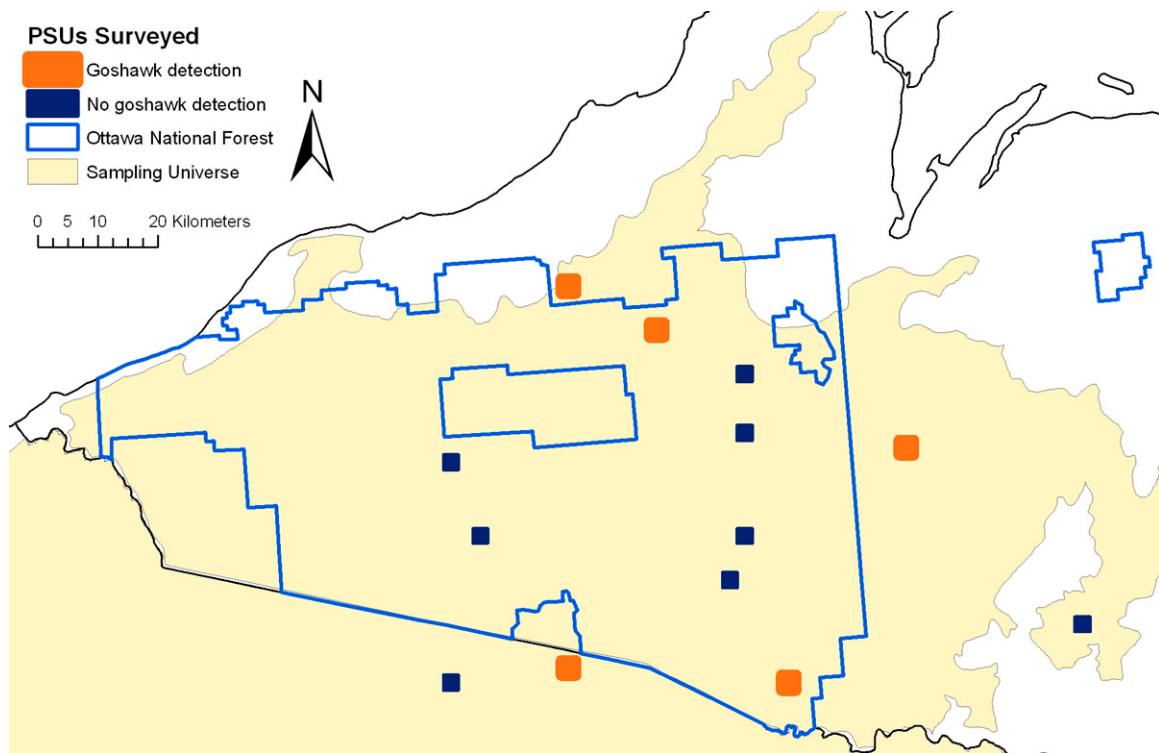 PSUs Surveyed
Goshawk detection
No goshawk detection
Ottawa National Forest
Sampling Universe
N
0 5 10 20 Kilometers